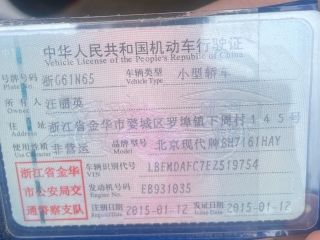 中华人民共和国机动车行驶证
Vehicle License of the People's Republic of China
号牌号码 浙G61N65 车辆类型 小型轿车
Plate No. Vehicle Type
所有人
Owner
住址 浙江省金华市婺城区罗埠镇下潘村145号
Address
使用性质 非营运 品牌型号 北京现代牌BH7161HAY
Use Character Model
浙江省金华市公安局交通警察支队
车辆识别代号 LBEMDAFC7EZ519754
VIN
发动机号码 EB931035
Engine No.
注册日期 2015-01-12 发证日期 2015-01-12
Register Date Issue Date